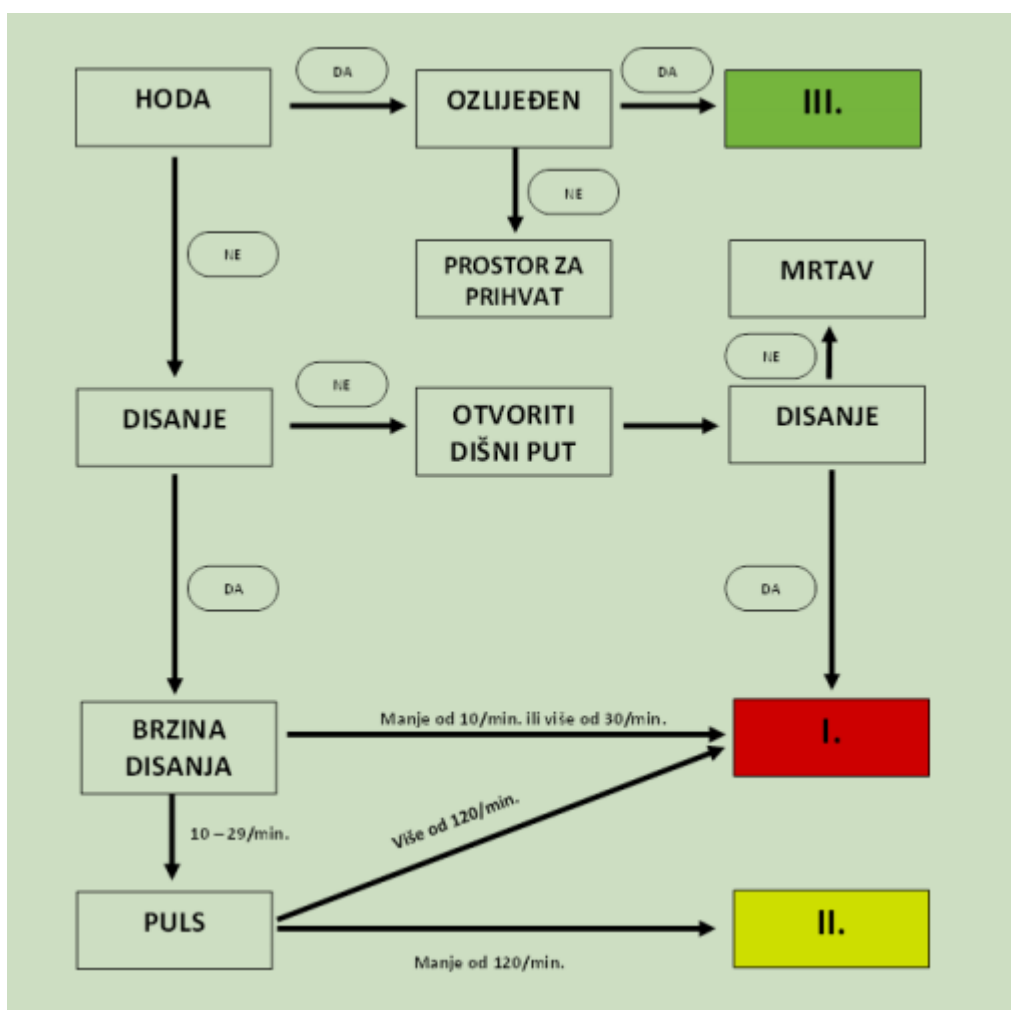 HODA
DA
OZLIJEĐEN
DA
III.
NE
NE
PROSTOR ZA
PRIHVAT
MRTAV
NE
DISANJE
NE
OTVORITI
DIŠNI PUT
DISANJE
DA
DA
BRZINA
DISANJA
Manje od 10/min. ili više od 30/min.
I.
10 – 29/min.
Više od 120/min.
PULS
Manje od 120/min.
II.